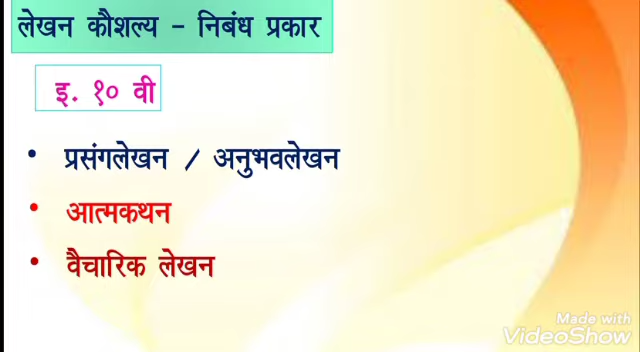 लेखन कौशल्य - निबंध प्रकार
इ. १० वी
• प्रसंगलेखन / अनुभवलेखन
• आत्मकथन
• वैचारिक लेखन
Made with
VideoShow